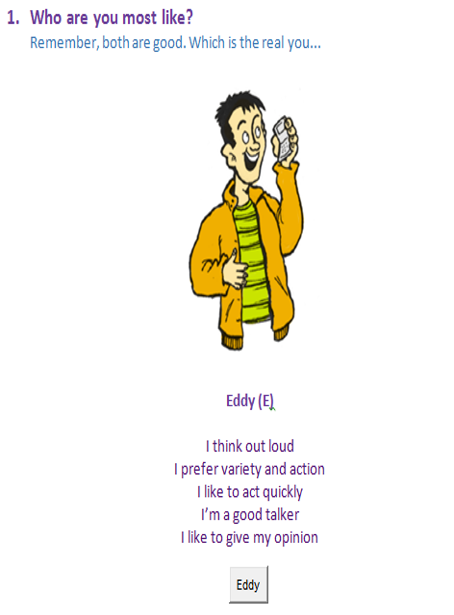 1. Who are you most like?
Remember, both are good. Which is the real you...
Eddy (E)
I think out loud
I prefer variety and action
I like to act quickly
I'm a good talker
I like to give my opinion
Eddy